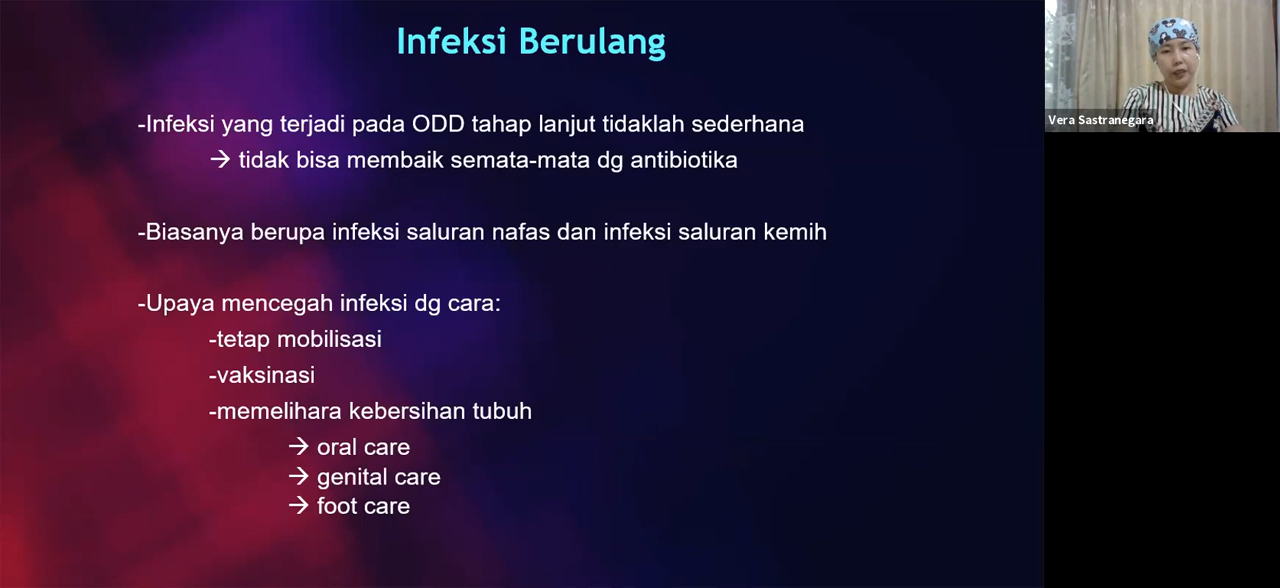 Infeksi Berulang
-Infeksi yang terjadi pada ODD tahap lanjut tidaklah sederhana
→ tidak bisa membaik semata-mata dg antibiotika
-Biasanya berupa infeksi saluran nafas dan infeksi saluran kemih
-Upaya mencegah infeksi dg cara:
-tetap mobilisasi
-vaksinasi
-memelihara kebersihan tubuh
→ oral care
→ genital care
→ foot care
Vera Sastranegara